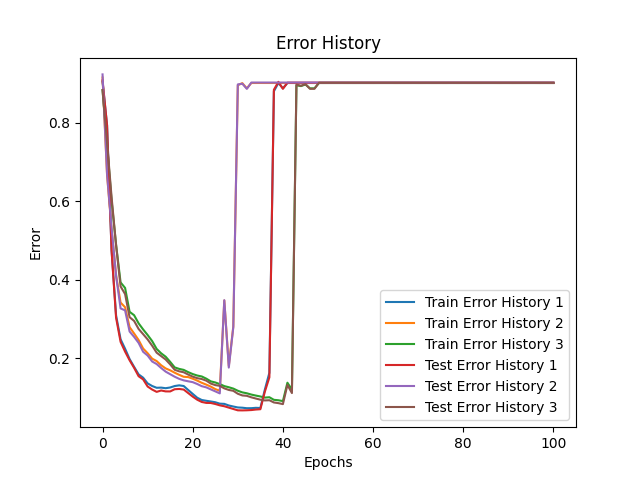 Error History
Error
0.8
0.6
0.4
0.2
0
20
40
60
80
100
Epochs
Train Error History 1
Train Error History 2
Train Error History 3
Test Error History 1
Test Error History 2
Test Error History 3